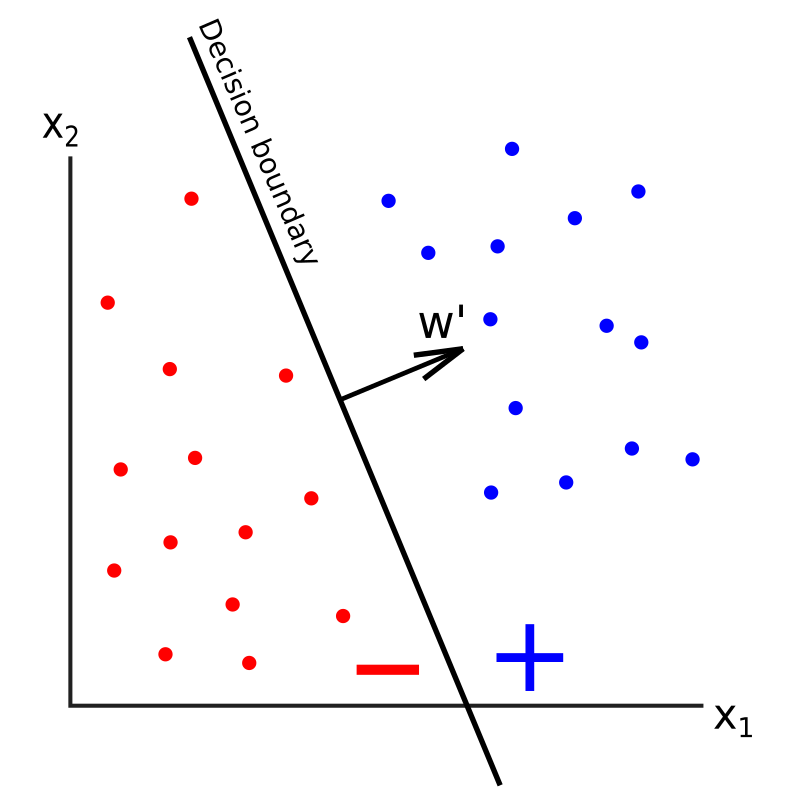 Decision boundary
x₂
w'
x₁